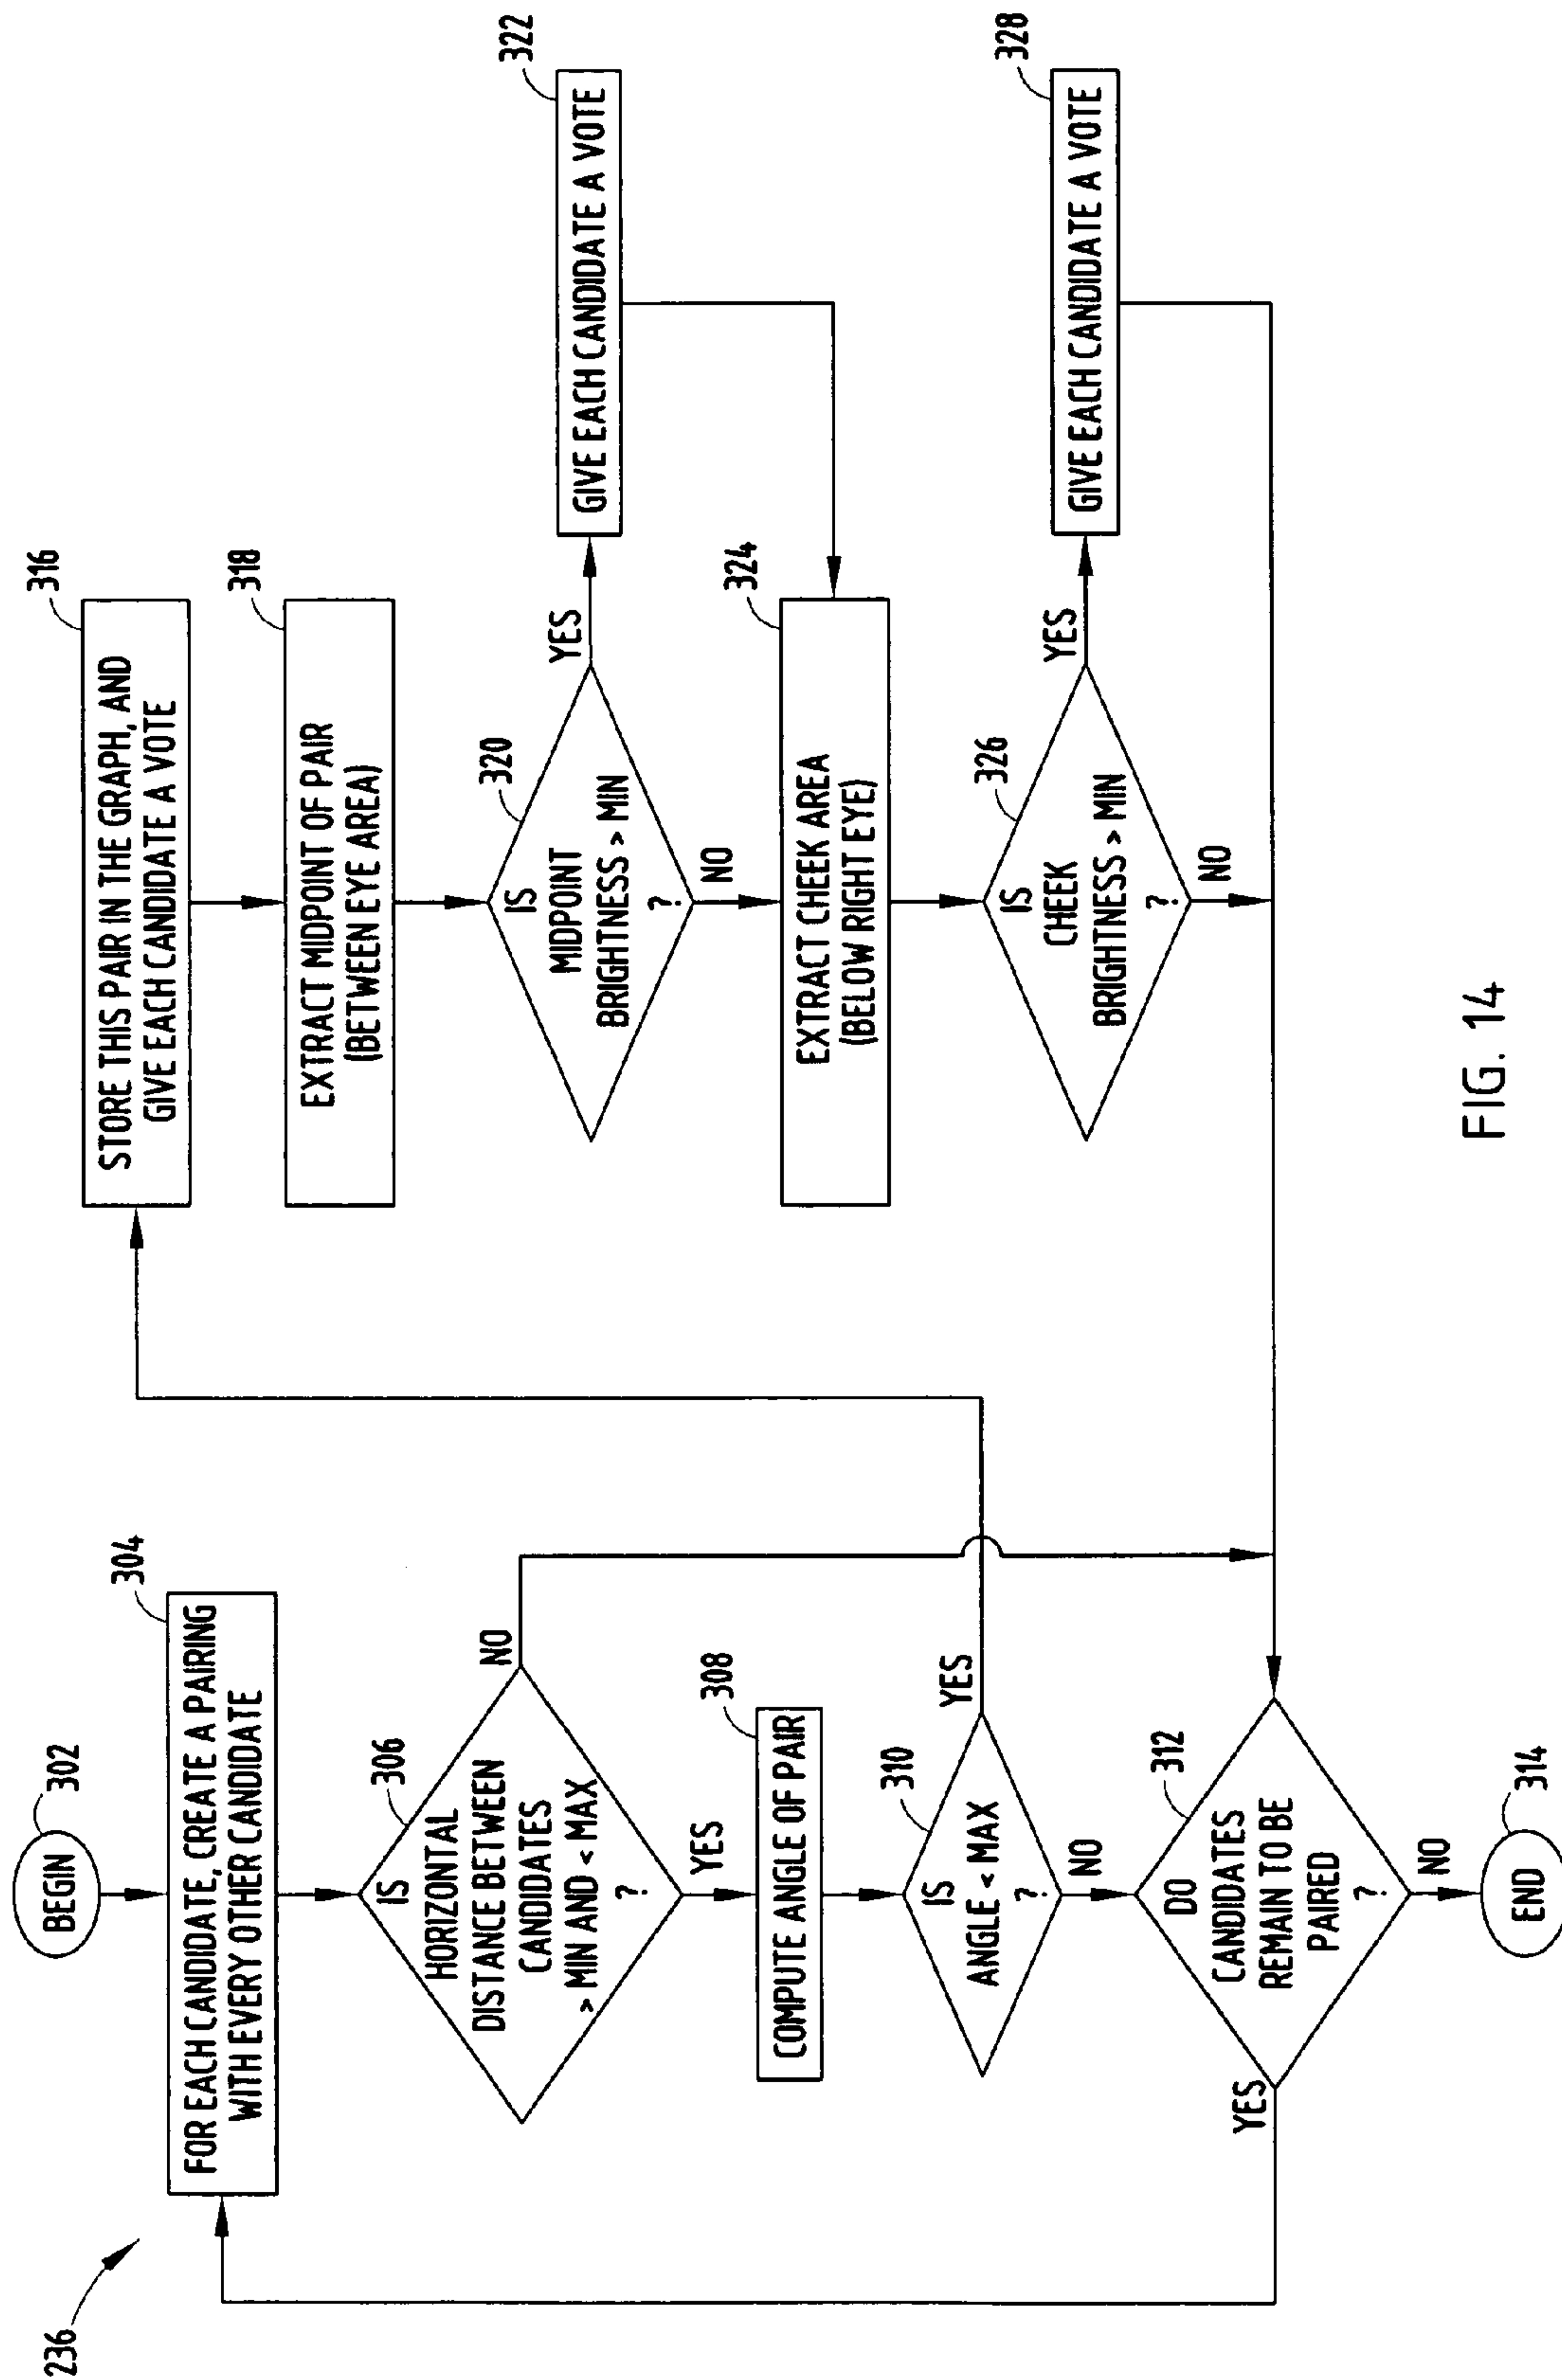 236
BEGIN
302
FOR EACH CANDIDATE, CREATE A PAIRING
WITH EVERY OTHER CANDIDATE
304
IS
HORIZONTAL
DISTANCE BETWEEN
CANDIDATES
> MIN AND < MAX
?
306
NO
YES
COMPUTE ANGLE OF PAIR
308
IS
ANGLE < MAX
?
310
YES
NO
DO
CANDIDATES
REMAIN TO BE
PAIRED
?
312
YES
NO
END
314
STORE THIS PAIR IN THE GRAPH, AND
GIVE EACH CANDIDATE A VOTE
316
EXTRACT MIDPOINT OF PAIR
(BETWEEN EYE AREA)
318
IS
MIDPOINT
BRIGHTNESS > MIN
?
320
YES
NO
GIVE EACH CANDIDATE A VOTE
322
EXTRACT CHEEK AREA
(BELOW RIGHT EYE)
324
IS
CHEEK
BRIGHTNESS > MIN
?
326
YES
NO
GIVE EACH CANDIDATE A VOTE
328
FIG. 14